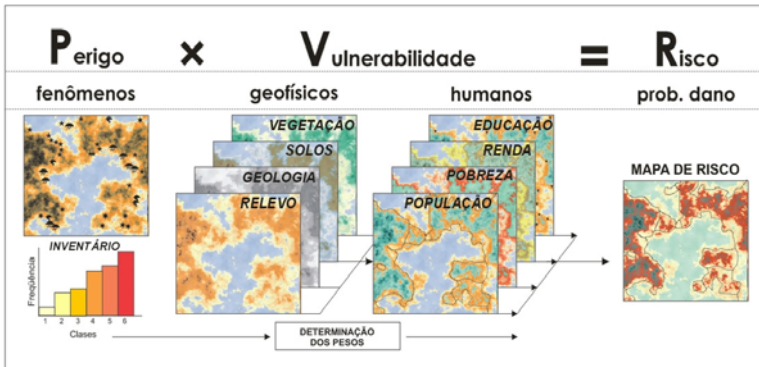 Perigo × Vulnerabilidade = Risco
fenômenos geofísicos humanos prob. dano
VEGETAÇÃO
SOLOS
GEOLOGIA
RELEVO
EDUCAÇÃO
RENDA
POBREZA
POPULAÇÃO
MAPA DE RISCO
INVENTÁRIO
Freqüência
1 2 3 4 5 6
Clases
DETERMINAÇÃO
DOS PESOS